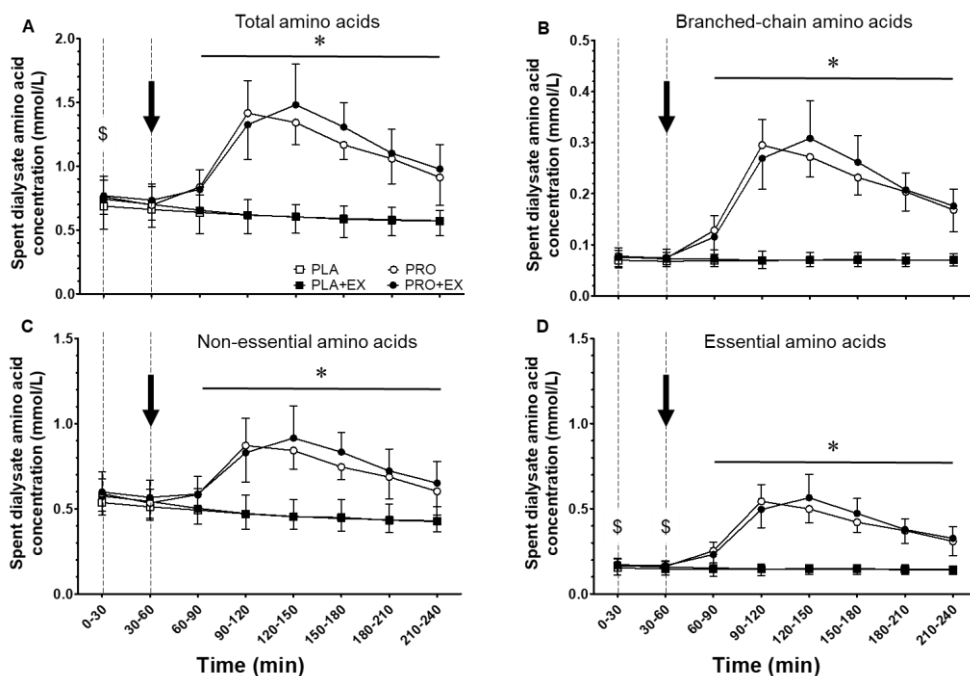 A
Total amino acids
Spent dialysate amino acid
concentration (mmol/L)
2.0
1.5
1.0
0.5
0.0
*
$
PLA
PRO
PLA+EX
PRO+EX
B
Branched-chain amino acids
Spent dialysate amino acid
concentration (mmol/L)
0.5
0.4
0.3
0.2
0.1
0.0
*
C
Non-essential amino acids
Spent dialysate amino acid
concentration (mmol/L)
1.5
1.0
0.5
0.0
*
0-30
30-60
60-90
90-120
120-150
150-180
180-210
210-240
Time (min)
D
Essential amino acids
Spent dialysate amino acid
concentration (mmol/L)
1.5
1.0
0.5
0.0
*
$ $
0-30
30-60
60-90
90-120
120-150
150-180
180-210
210-240
Time (min)